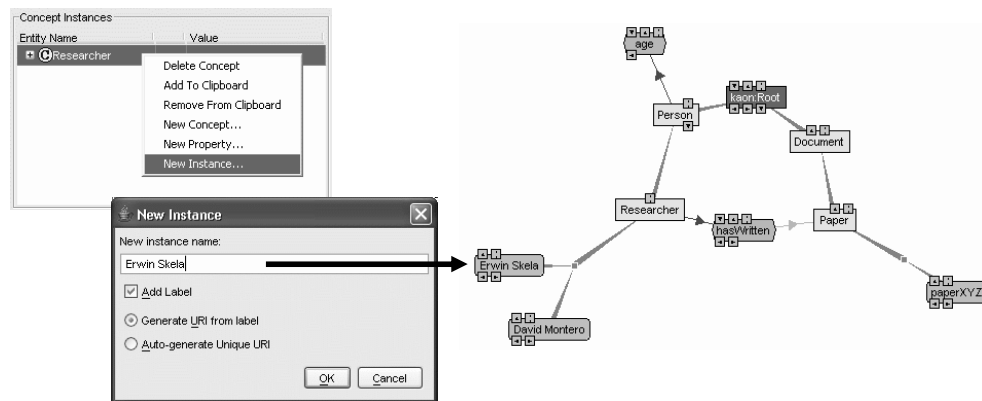 Concept Instances
Entity Name Value
CResearcher
Delete Concept
Add To Clipboard
Remove From Clipboard
New Concept...
New Property...
New Instance...
New Instance
New instance name:
Erwin Skela
Add Label
Generate URI from label
Auto-generate Unique URI
OK Cancel
age
kaon:Root
Person
Document
Researcher
hasWritten
Paper
Erwin Skela
paperXYZ
David Montero